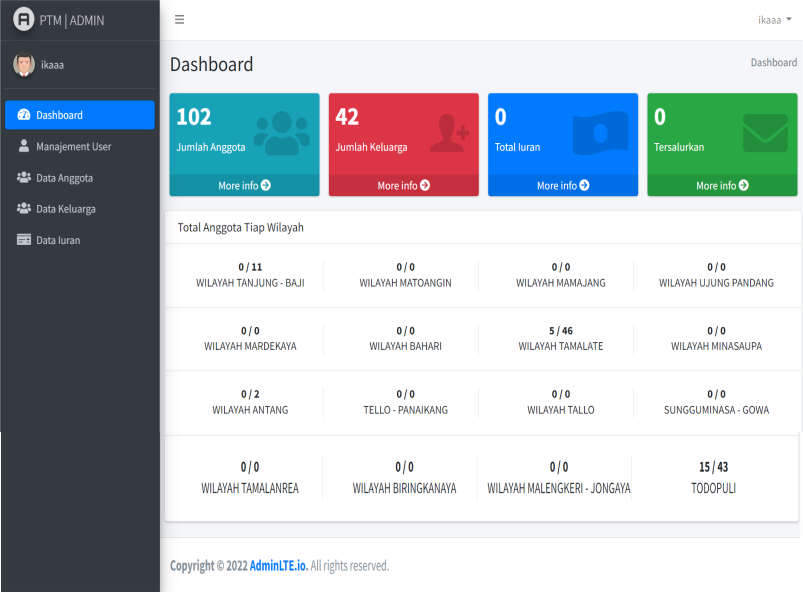 PTM | ADMIN
ikaaa
ikaaa
Dashboard
Manajement User
Data Anggota
Data Keluarga
Data Iuran
Dashboard
Dashboard
102
Jumlah Anggota
More info
42
Jumlah Keluarga
More info
0
Total Iuran
More info
0
Tersalurkan
More info
Total Anggota Tiap Wilayah
0 / 11
WILAYAH TANJUNG - BAJI
0 / 0
WILAYAH MATOANGIN
0 / 0
WILAYAH MAMAJANG
0 / 0
WILAYAH UJUNG PANDANG
0 / 0
WILAYAH MARDEKAYA
0 / 0
WILAYAH BAHARI
5 / 46
WILAYAH TAMALATE
0 / 0
WILAYAH MINASAUPA
0 / 2
WILAYAH ANTANG
0 / 0
TELLO - PANAIKANG
0 / 0
WILAYAH TALLO
0 / 0
SUNGGUMINASA - GOWA
0 / 0
WILAYAH TAMALANREA
0 / 0
WILAYAH BIRINGKANAYA
0 / 0
WILAYAH MALENGKERI - JONGAYA
15 / 43
TODOPULI
Copyright © 2022 AdminLTE.io. All rights reserved.